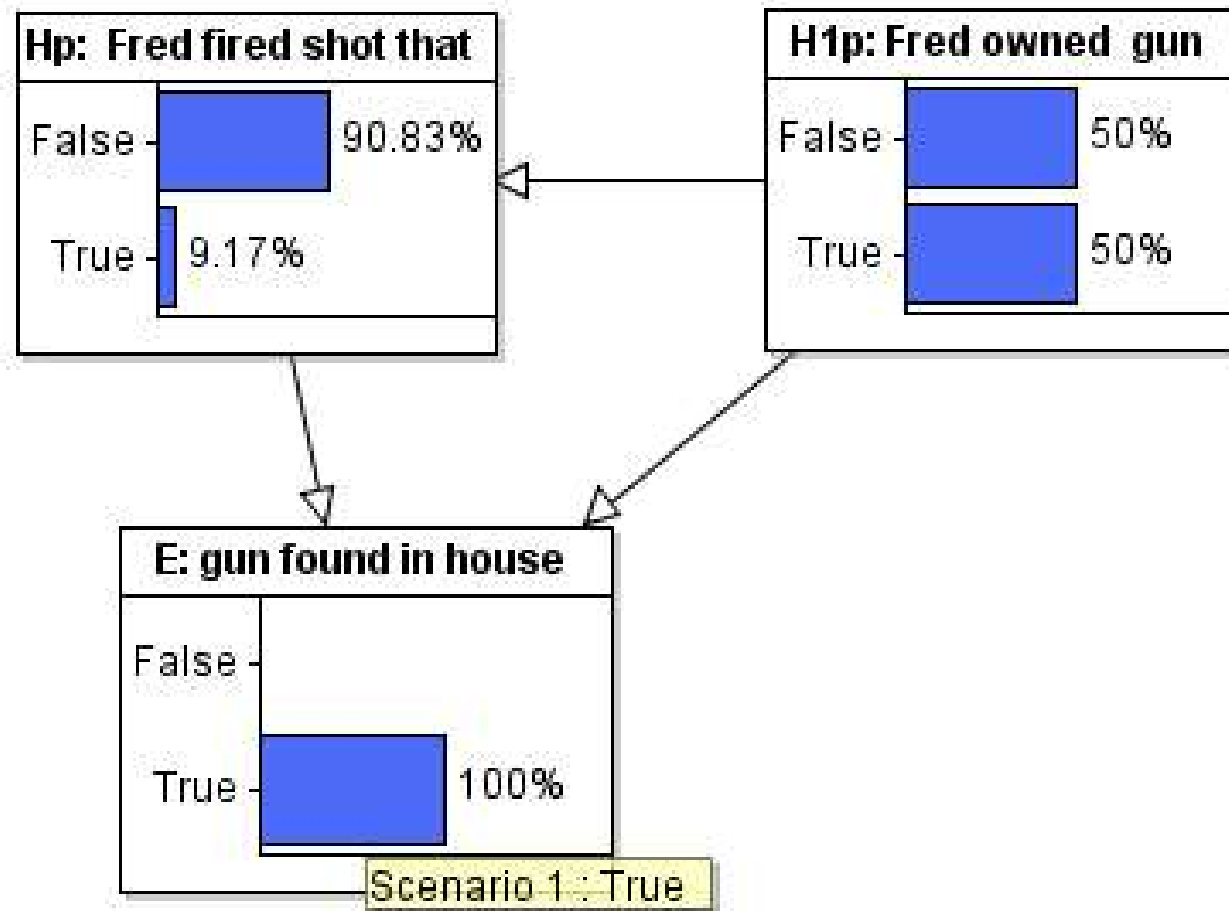 Hp: Fred fired shot that
False 90.83%
True 9.17%
H1p: Fred owned gun
False 50%
True 50%
E: gun found in house
False
True 100%
Scenario 1 : True